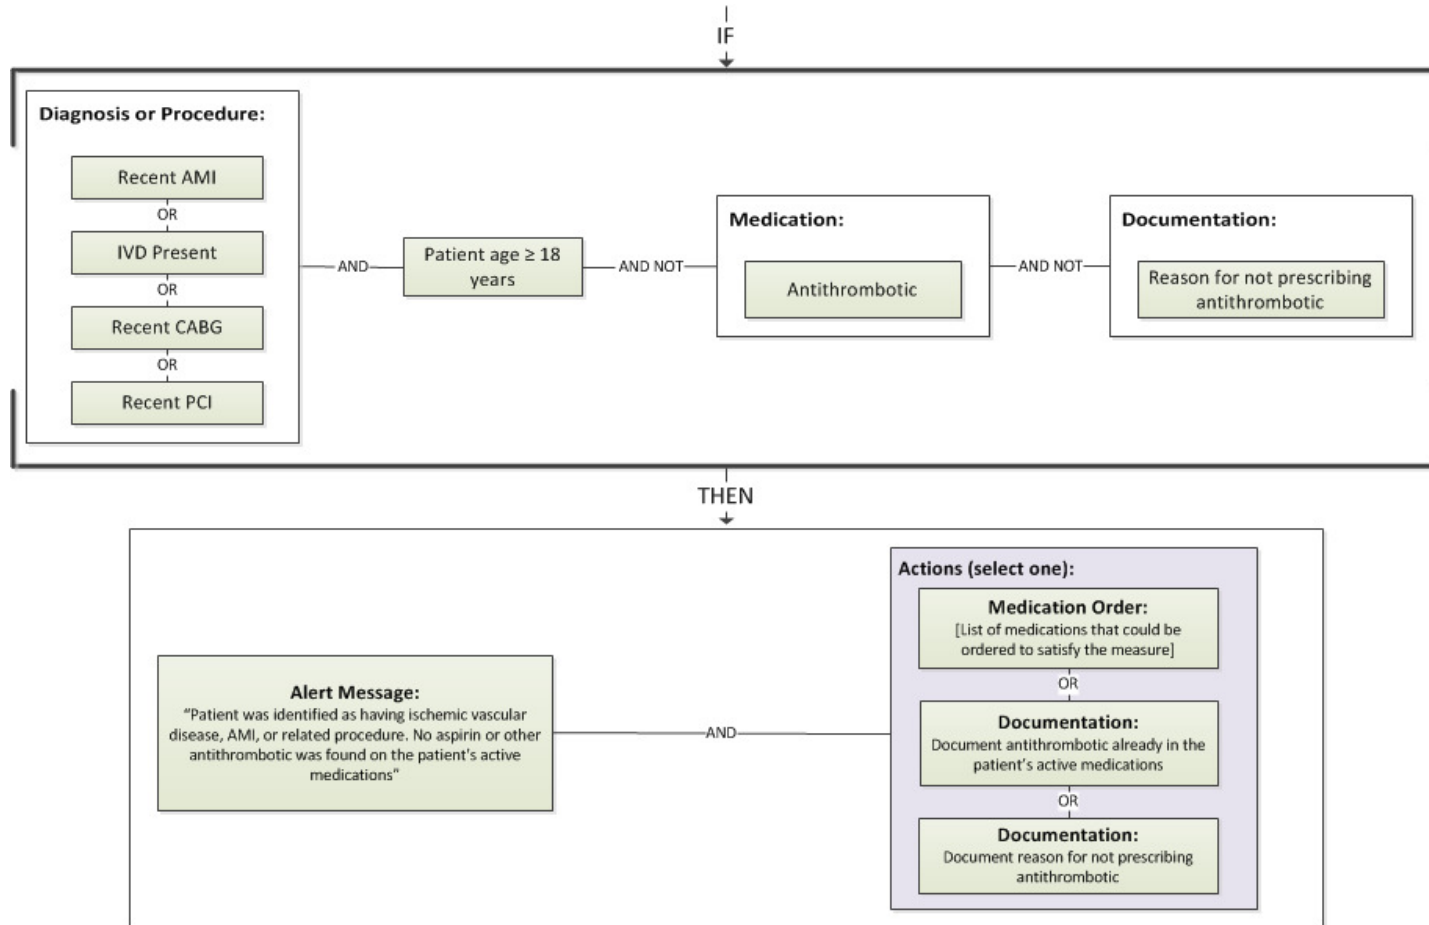 IF
Diagnosis or Procedure:
Recent AMI
OR
IVD Present
OR
Recent CABG
OR
Recent PCI
AND
Patient age ≥ 18
years
AND NOT
Medication:
Antithrombotic
AND NOT
Documentation:
Reason for not prescribing
antithrombotic
THEN
Alert Message:
“Patient was identified as having ischemic vascular
disease, AMI, or related procedure. No aspirin or other
antithrombotic was found on the patient's active
medications“
AND
Actions (select one):
Medication Order:
[List of medications that could be
ordered to satisfy the measure]
OR
Documentation:
Document antithrombotic already in the
patient’s active medications
OR
Documentation:
Document reason for not prescribing
antithrombotic